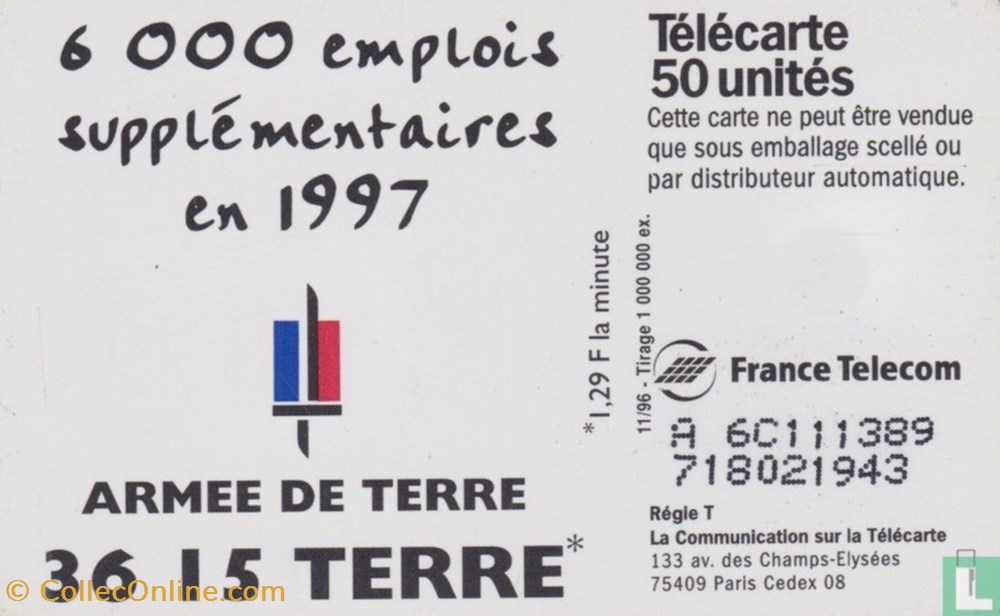 6 000 emplois
supplémentaires
en 1997
ARMEE DE TERRE
36 15 TERRE*
*1,29 F la minute
Télécarte
50 unités
Cette carte ne peut être vendue
que sous emballage scellé ou
par distributeur automatique.
11/96 - Tirage 1 000 000 ex.
France Telecom
A 6C111389
718021943
Régie T
La Communication sur la Télécarte
133 av. des Champs-Elysées
75409 Paris Cedex 08
© CollecOnline.com
L